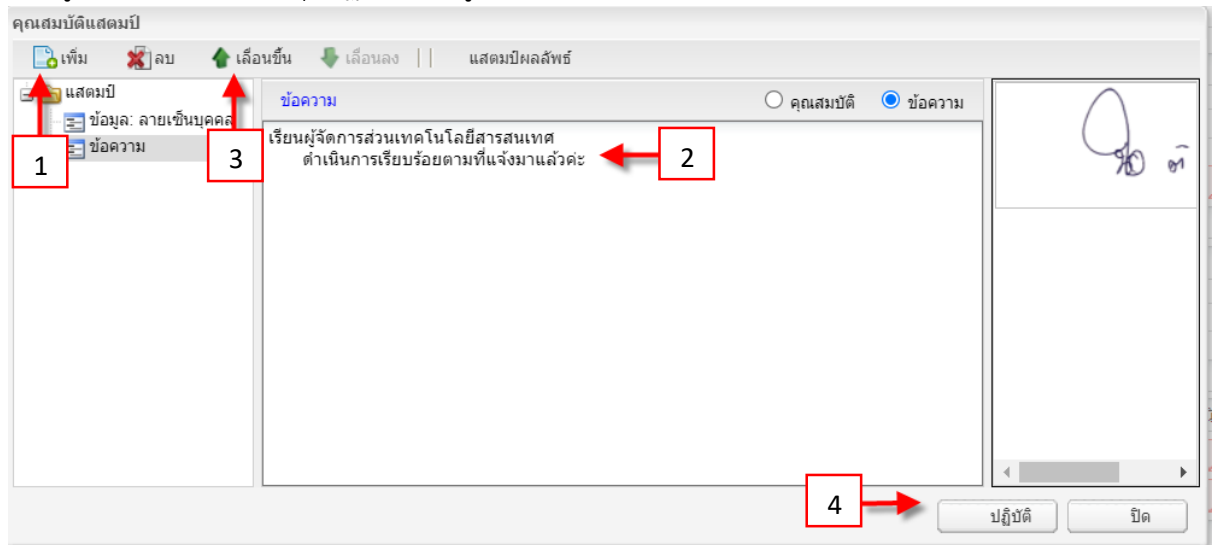 คุณสมบัติแสตมป์
เพิ่ม ลบ เลื่อนขึ้น เลื่อนลง แสตมป์ผลลัพธ์
แสตมป์
ข้อมูล: ลายเซ็นบุคคล
ข้อความ
1
3
ข้อความ คุณสมบัติ ข้อความ
เรียนผู้จัดการส่วนเทคโนโลยีสารสนเทศ
ดำเนินการเรียบร้อยตามที่แจ้งมาแล้วค่ะ
2
4
ปฏิบัติ ปิด